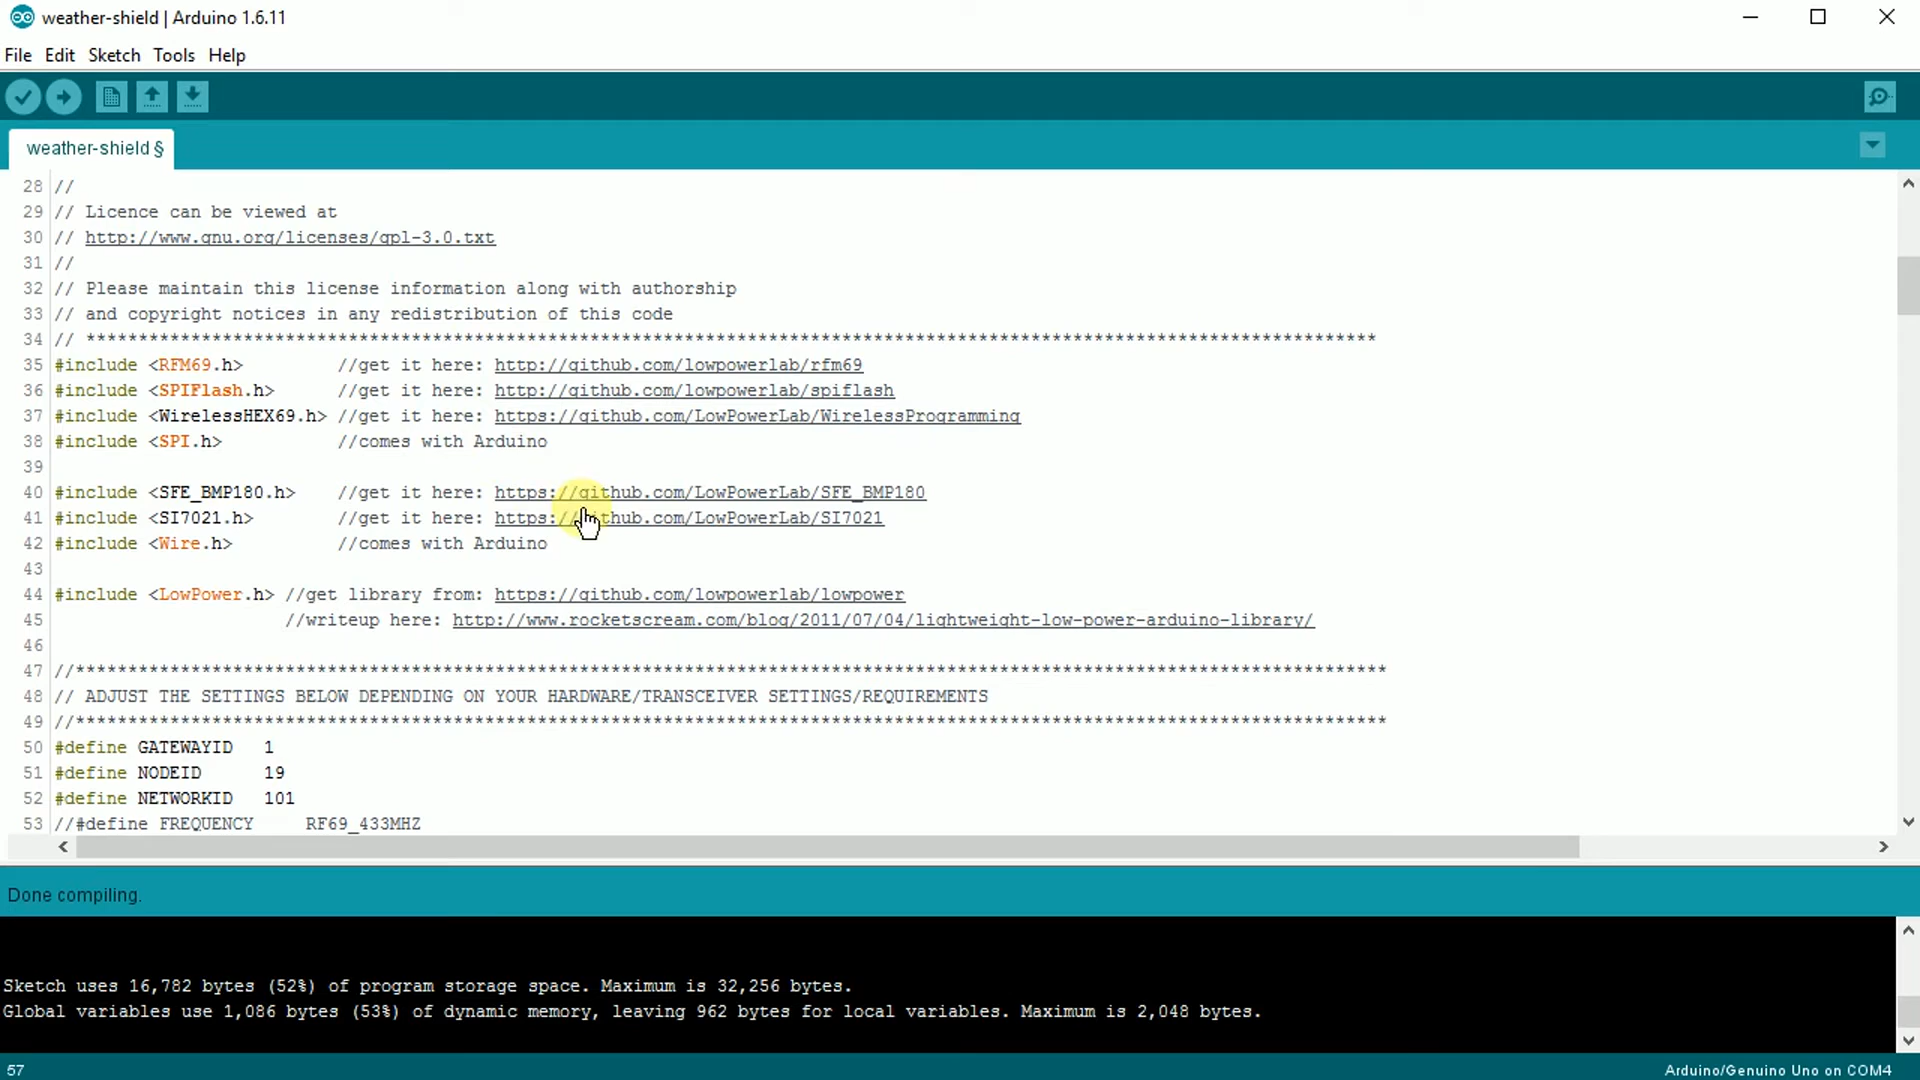 weather-shield | Arduino 1.6.11
File Edit Sketch Tools Help
weather-shield §
28 //
29 // Licence can be viewed at
30 // http://www.gnu.org/licenses/gpl-3.0.txt
31 //
32 // Please maintain this license information along with authorship
33 // and copyright notices in any redistribution of this code
34 // ***************************************************************************************************************************
35 #include <RFM69.h> //get it here: http://github.com/lowpowerlab/rfm69
36 #include <SPIFlash.h> //get it here: http://github.com/lowpowerlab/spiflash
37 #include <WirelessHEX69.h> //get it here: https://github.com/LowPowerLab/WirelessProgramming
38 #include <SPI.h> //comes with Arduino
39
40 #include <SFE_BMP180.h> //get it here: https://github.com/LowPowerLab/SFE_BMP180
41 #include <SI7021.h> //get it here: https://github.com/LowPowerLab/SI7021
42 #include <Wire.h> //comes with Arduino
43
44 #include <LowPower.h> //get library from: https://github.com/lowpowerlab/lowpower
45 //writeup here: http://www.rocketscream.com/blog/2011/07/04/lightweight-low-power-arduino-library/
46
47 //*****************************************************************************************************************************
48 // ADJUST THE SETTINGS BELOW DEPENDING ON YOUR HARDWARE/TRANSCEIVER SETTINGS/REQUIREMENTS
49 //*****************************************************************************************************************************
50 #define GATEWAYID 1
51 #define NODEID 19
52 #define NETWORKID 101
53 //#define FREQUENCY RF69_433MHZ
Done compiling.
Sketch uses 16,782 bytes (52%) of program storage space. Maximum is 32,256 bytes.
Global variables use 1,086 bytes (53%) of dynamic memory, leaving 962 bytes for local variables. Maximum is 2,048 bytes.
57 Arduino/Genuino Uno on COM4